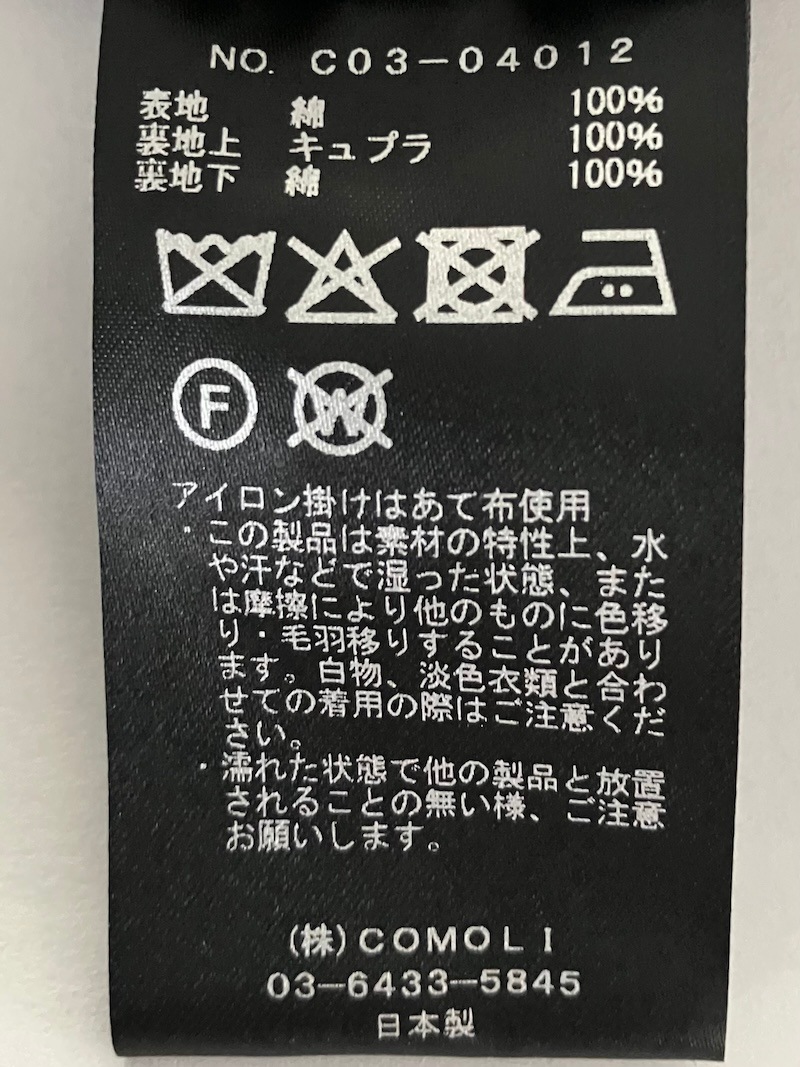 NO. C03-04012
表地 綿 100%
裏地上 キュプラ 100%
裏地下 綿 100%
F W
アイロン掛けはあて布使用
・この製品は素材の特性上、水
や汗などで湿った状態、また
は摩擦により他のものに色移
り・毛羽移りすることがあり
ます。白物、淡色衣類と合わ
せての着用の際はご注意くだ
さい。
・濡れた状態で他の製品と放置
されることの無い様、ご注意
お願いします。
(株)COMOLI
03-6433-5845
日本製